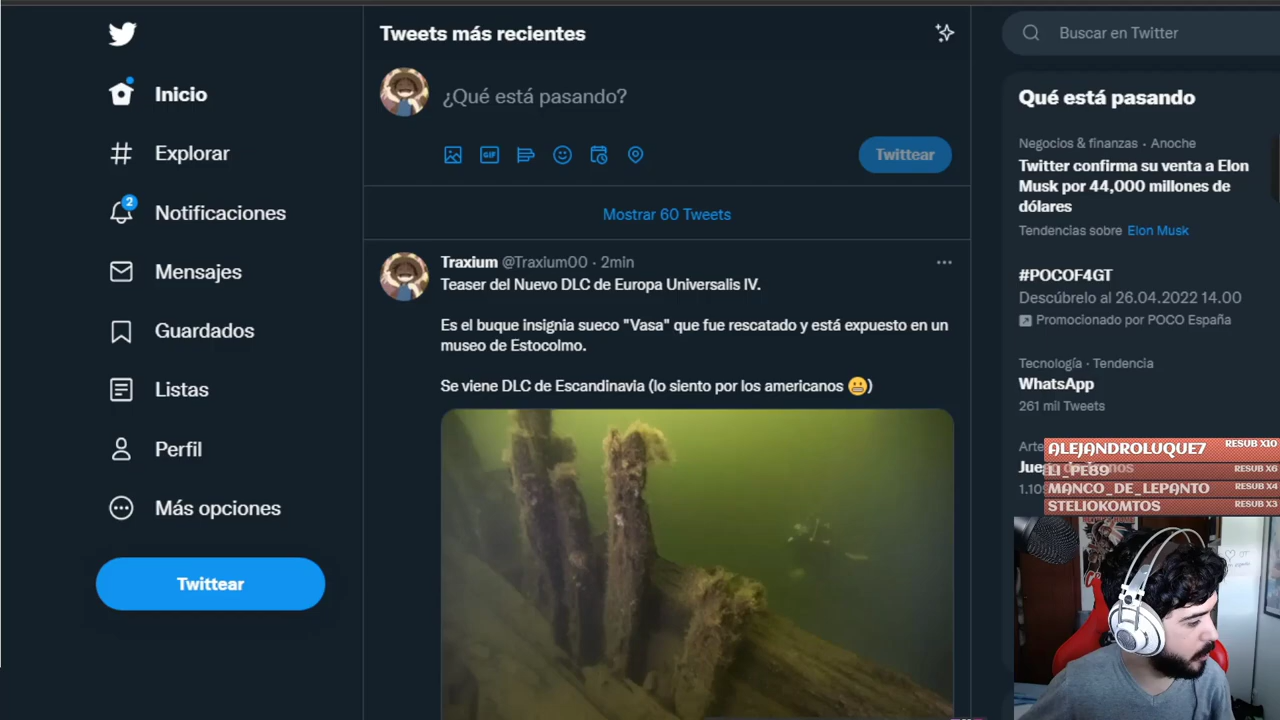 Tweets más recientes
Buscar en Twitter
Inicio
¿Qué está pasando?
Qué está pasando
Explorar
GIF
Twittear
Negocios & finanzas · Anoche
Twitter confirma su venta a Elon
Musk por 44,000 millones de
dólares
2
Notificaciones
Mostrar 60 Tweets
Tendencias sobre Elon Musk
Mensajes
Traxium @Traxium00 · 2min
Teaser del Nuevo DLC de Europa Universalis IV.
#POCOF4GT
Descúbrelo al 26.04.2022 14.00
Promocionado por POCO España
Guardados
Es el buque insignia sueco "Vasa" que fue rescatado y está expuesto en un
museo de Estocolmo.
Tecnología · Tendencia
WhatsApp
261 mil Tweets
Listas
Se viene DLC de Escandinavia (lo siento por los americanos 😬)
Perfil
Más opciones
Twittear
ALEJANDROLUQUE7 RESUB X10
LI_PE89 RESUB X6
MANCO_DE_LEPANTO RESUB X4
STELIOKOMTOS RESUB X3